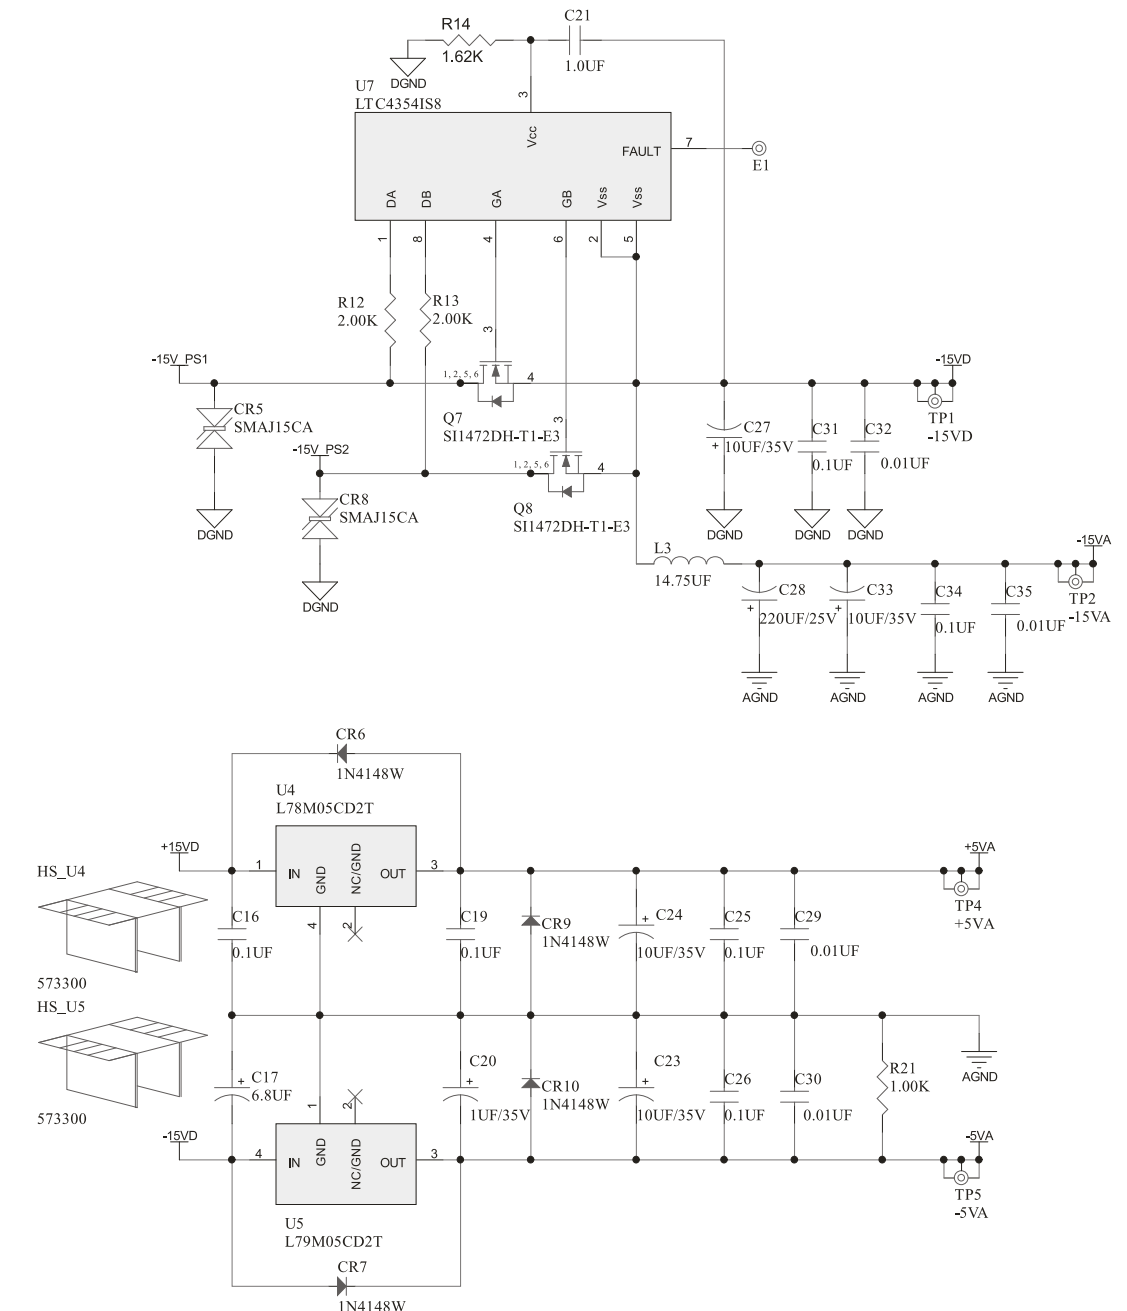 R14
1.62K
DGND
C21
1.0UF
U7
LTC4354IS8
3
Vcc
FAULT
7
E1
DA
DB
GA
GB
Vss
Vss
1
8
4
6
2
5
R12
2.00K
R13
2.00K
3
-15V_PS1
1, 2, 5, 6
4
-15VD
CR5
SMAJ15CA
Q7
SI1472DH-T1-E3
3
TP1
-15VD
C27
10UF/35V
+
C31
0.1UF
C32
0.01UF
-15V_PS2
1, 2, 5, 6
4
CR8
SMAJ15CA
Q8
SI1472DH-T1-E3
DGND
DGND
DGND
DGND
DGND
L3
14.75UF
-15VA
TP2
-15VA
C28
220UF/25V
+
C33
10UF/35V
+
C34
0.1UF
C35
0.01UF
AGND
AGND
AGND
AGND
CR6
1N4148W
U4
L78M05CD2T
+15VD
1
IN
GND
NC/GND
OUT
3
4
2
+5VA
TP4
+5VA
HS_U4
573300
C16
0.1UF
C19
0.1UF
CR9
1N4148W
C24
+
10UF/35V
C25
0.1UF
C29
0.01UF
HS_U5
573300
C17
+
6.8UF
C20
+
1UF/35V
CR10
1N4148W
C23
+
10UF/35V
C26
0.1UF
C30
0.01UF
R21
1.00K
AGND
1
2
-15VD
4
IN
GND
NC/GND
OUT
3
-5VA
TP5
-5VA
U5
L79M05CD2T
CR7
1N4148W